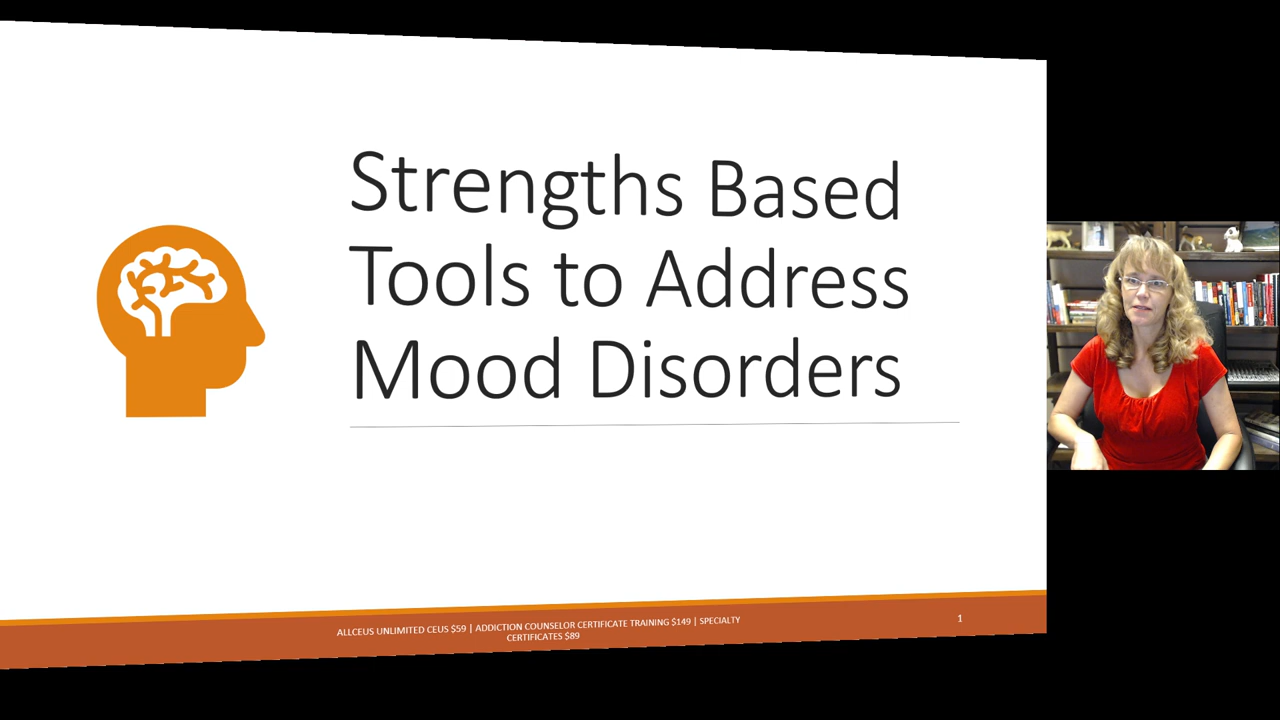 Strengths Based
Tools to Address
Mood Disorders
ALLCEUS UNLIMITED CEUS $59 | ADDICTION COUNSELOR CERTIFICATE TRAINING $149 | SPECIALTY
CERTIFICATES $89
1